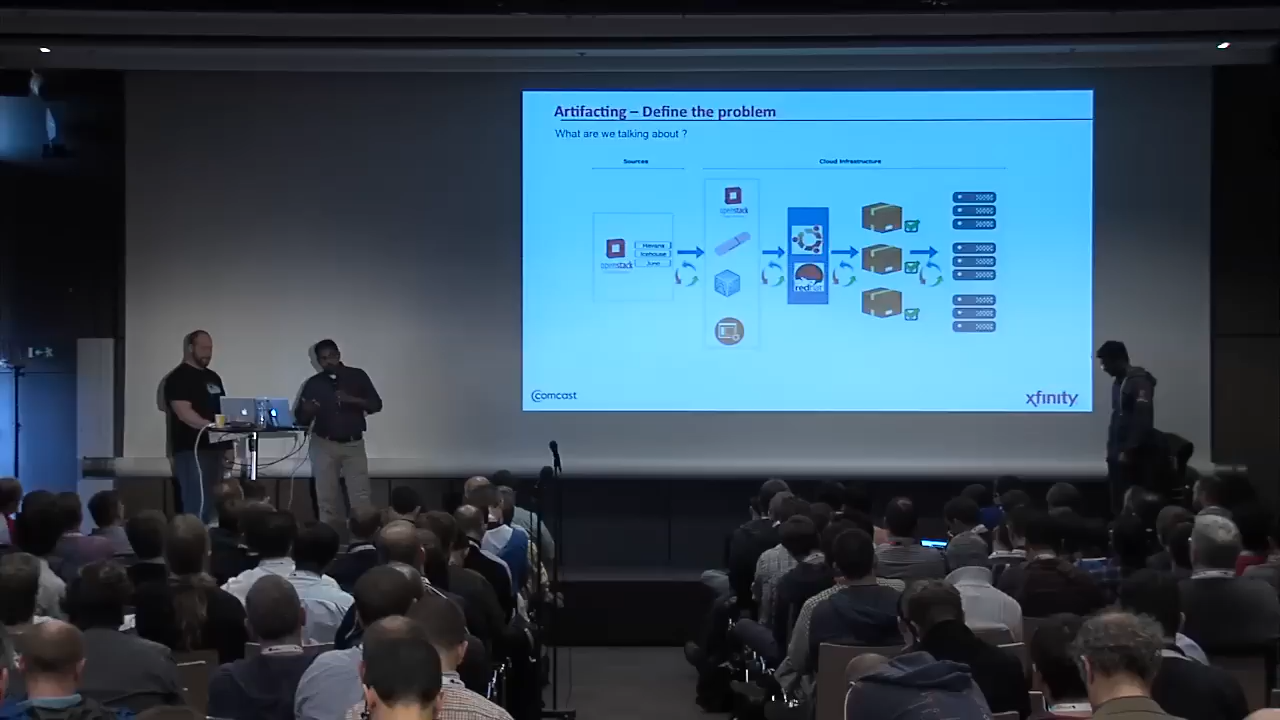 Artifacting – Define the problem
What are we talking about ?
Sources
Cloud Infrastructure
openstack
Havana
Icehouse
Juno
openstack
redhat
Comcast
xfinity